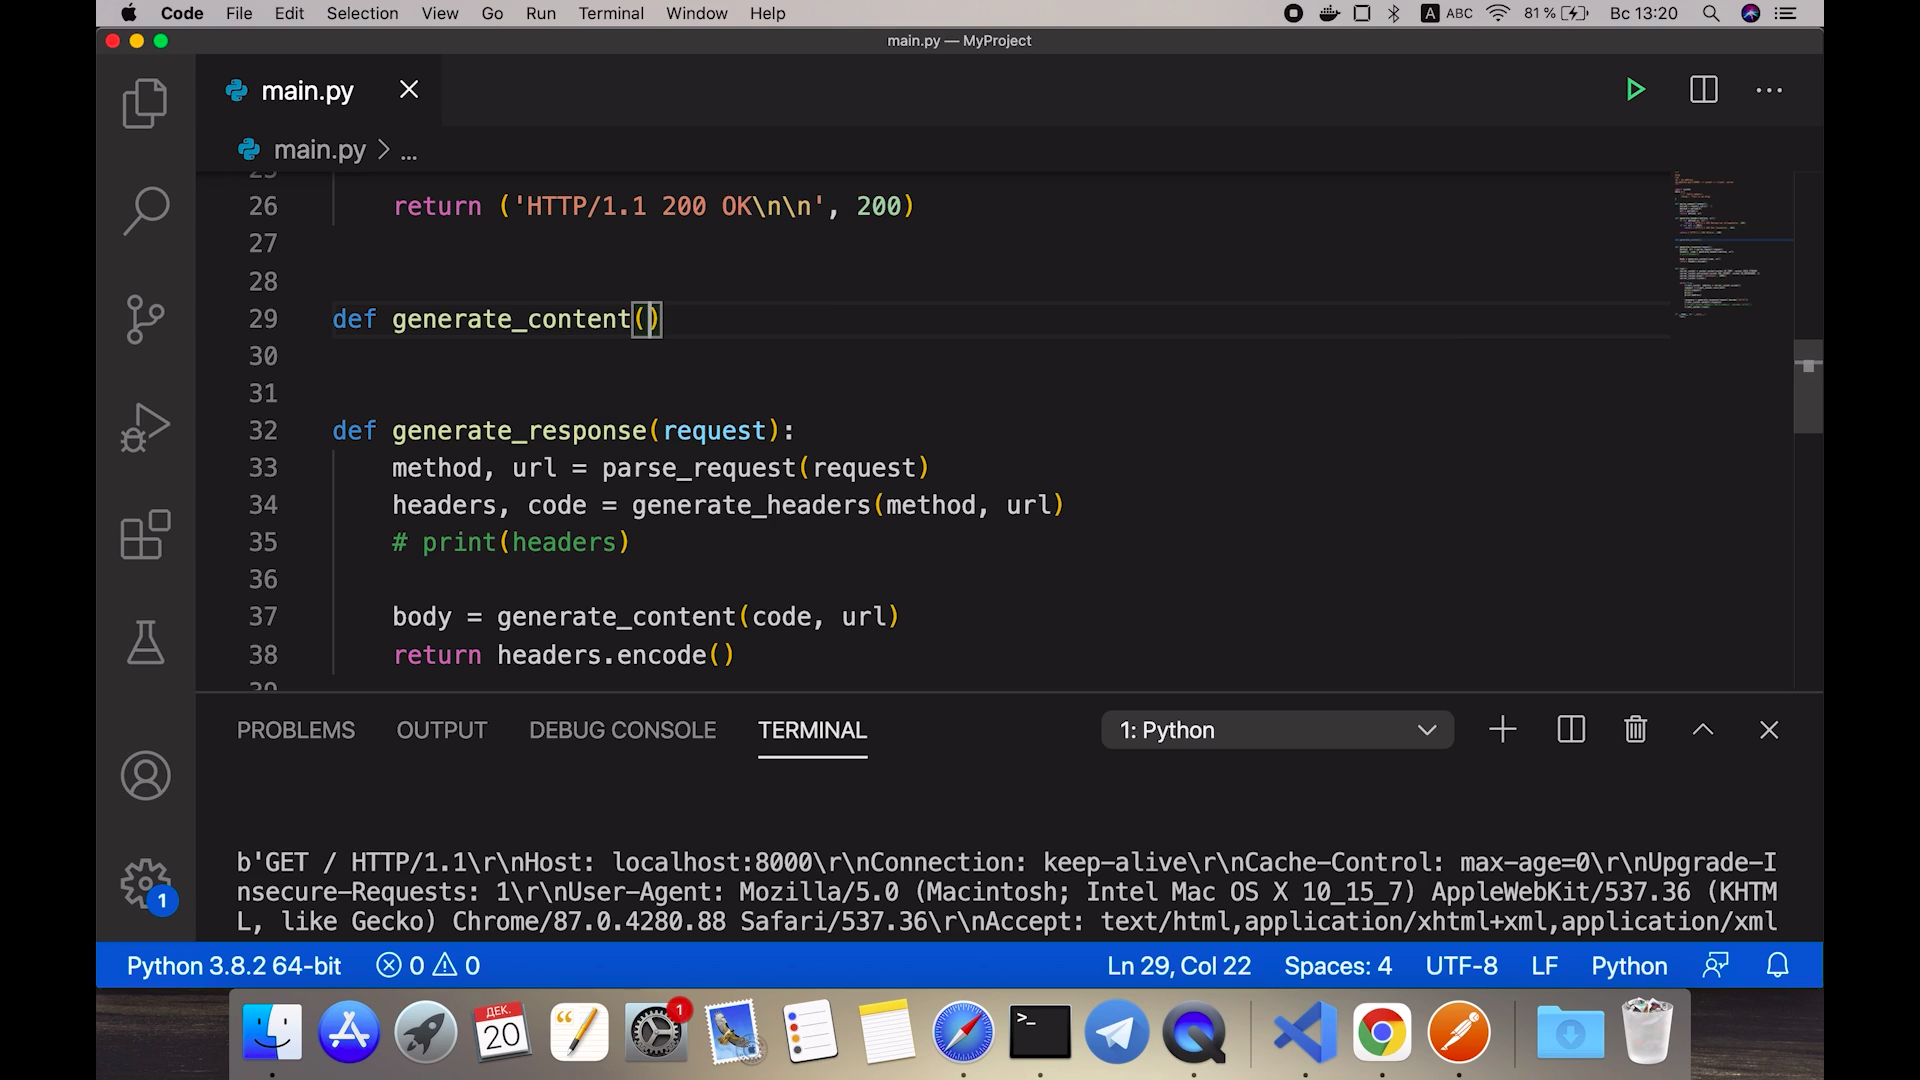 Code File Edit Selection View Go Run Terminal Window Help A ABC 81 % Вс 13:20
main.py — MyProject
main.py
main.py > ...
25
26 return ('HTTP/1.1 200 OK\n\n', 200)
27
28
29 def generate_content()
30
31
32 def generate_response(request):
33 method, url = parse_request(request)
34 headers, code = generate_headers(method, url)
35 # print(headers)
36
37 body = generate_content(code, url)
38 return headers.encode()
39
PROBLEMS OUTPUT DEBUG CONSOLE TERMINAL 1: Python
b'GET / HTTP/1.1\r\nHost: localhost:8000\r\nConnection: keep-alive\r\nCache-Control: max-age=0\r\nUpgrade-I
nsecure-Requests: 1\r\nUser-Agent: Mozilla/5.0 (Macintosh; Intel Mac OS X 10_15_7) AppleWebKit/537.36 (KHTM
L, like Gecko) Chrome/87.0.4280.88 Safari/537.36\r\nAccept: text/html,application/xhtml+xml,application/xml
1
Python 3.8.2 64-bit 0 0 Ln 29, Col 22 Spaces: 4 UTF-8 LF Python
ДЕК.
20
1
>_